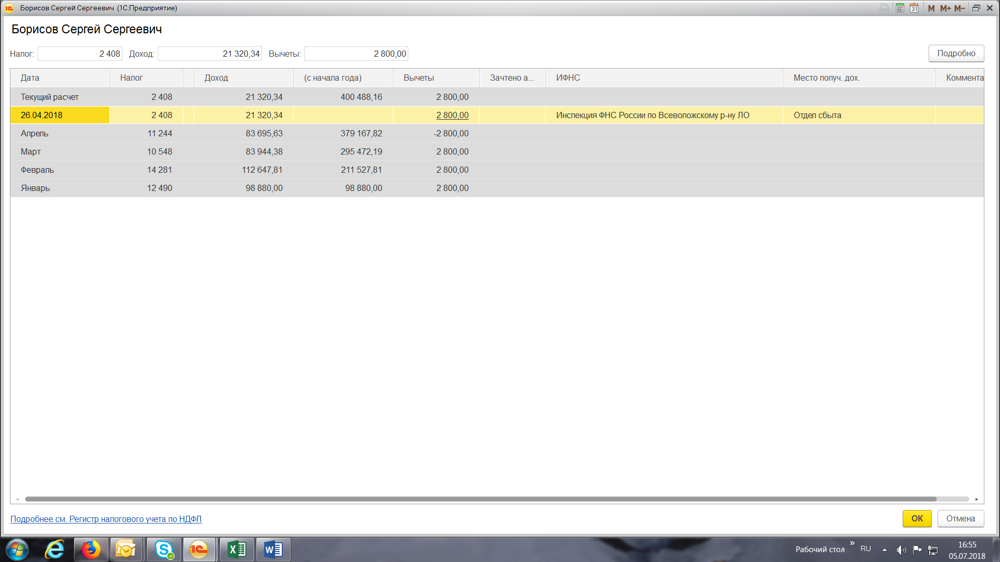 Борисов Сергей Сергеевич (1С:Предприятие)
31 M M+ M-
Борисов Сергей Сергеевич
Налог: 2 408 Доход: 21 320,34 Вычеты: 2 800,00 Подробно
Дата Налог Доход (с начала года) Вычеты Зачтено а... ИФНС Место получ. дох. Коммента
Текущий расчет 2 408 21 320,34 400 488,16 2 800,00
26.04.2018 2 408 21 320,34 2 800,00 Инспекция ФНС России по Всеволожскому р-ну ЛО Отдел сбыта
Апрель 11 244 83 695,63 379 167,82 -2 800,00
Март 10 548 83 944,38 295 472,19 2 800,00
Февраль 14 281 112 647,81 211 527,81 2 800,00
Январь 12 490 98 880,00 98 880,00 2 800,00
Подробнее см. Регистр налогового учета по НДФЛ
ОК Отмена
Рабочий стол » RU 16:55
05.07.2018